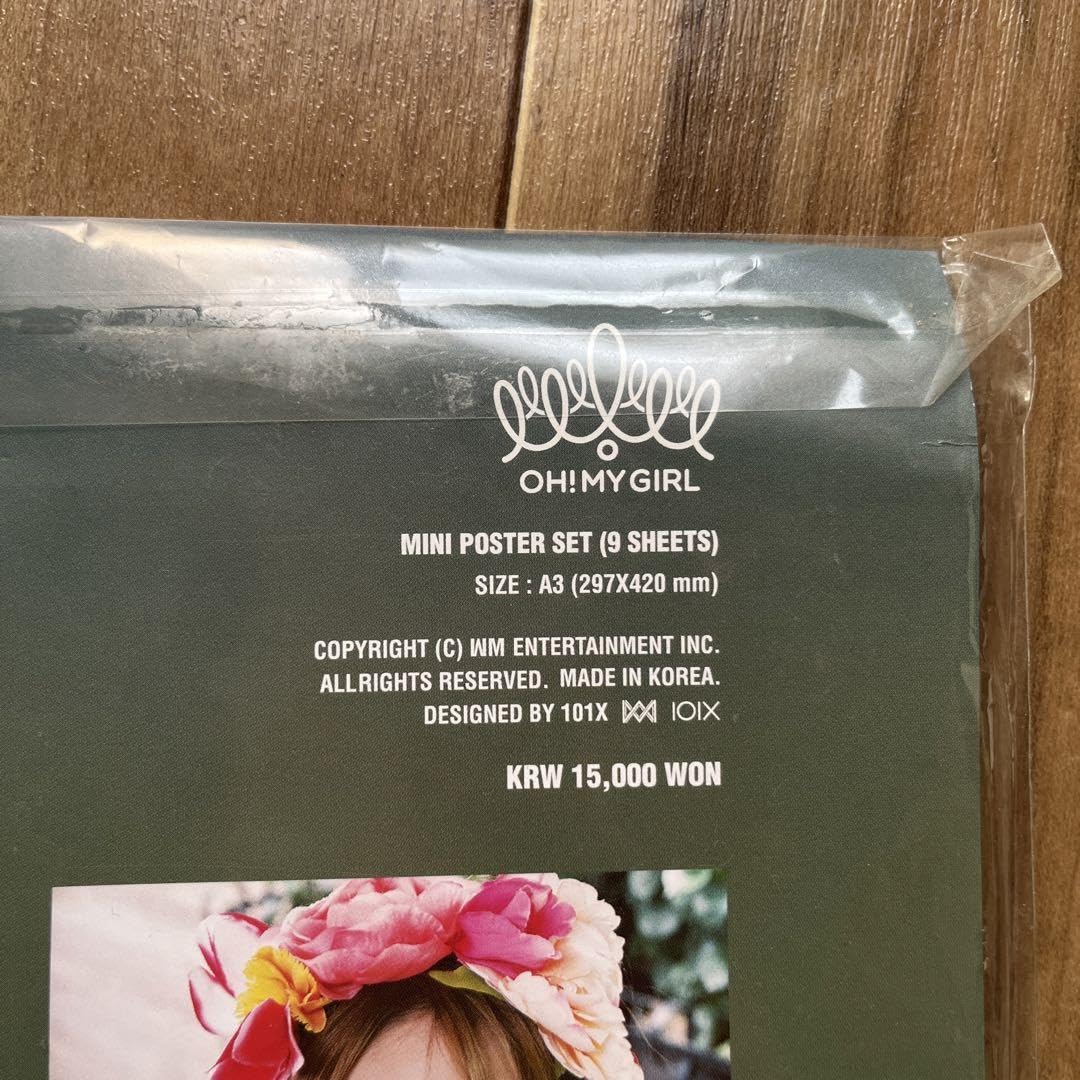 OH! MY GIRL
MINI POSTER SET (9 SHEETS)
SIZE : A3 (297X420 mm)
COPYRIGHT (C) WM ENTERTAINMENT INC.
ALLRIGHTS RESERVED. MADE IN KOREA.
DESIGNED BY 101X IOIX
KRW 15,000 WON